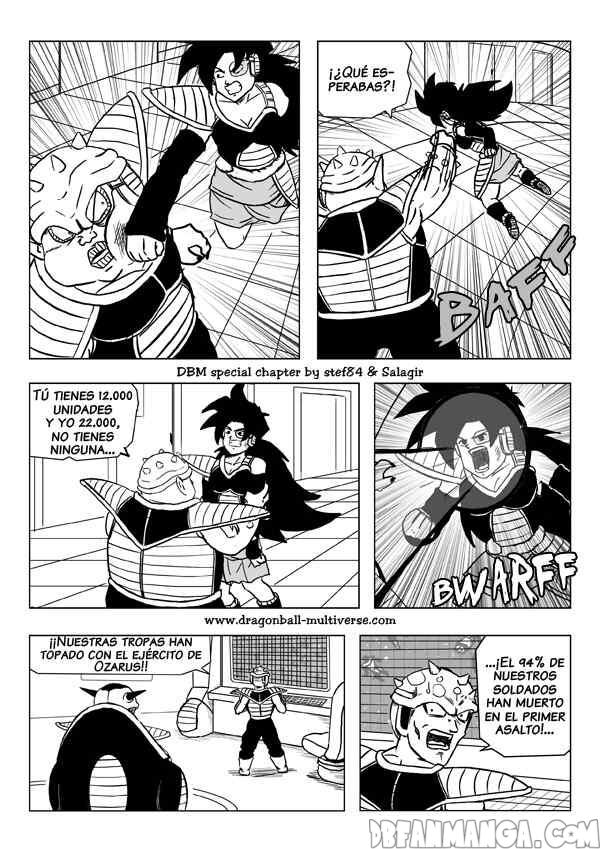 ¡¿QUÉ ES-
PERABAS?!
BAFF
DBM special chapter by stef84 & Salagir
TÚ TIENES 12.000
UNIDADES
Y YO 22.000,
NO TIENES
NINGUNA...
BWARFF
www.dragonball-multiverse.com
¡¡NUESTRAS TROPAS HAN
TOPADO CON EL EJÉRCITO DE
OZARUS!!
...¡EL 94% DE
NUESTROS
SOLDADOS
HAN MUERTO
EN EL PRIMER
ASALTO!...
DBFANMANGA.COM